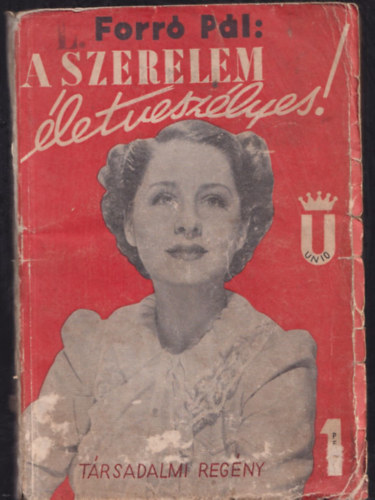 L. Forró Pál:
A SZERELEM
életveszélyes!
U
UNIO
TÁRSADALMI REGÉNY
1